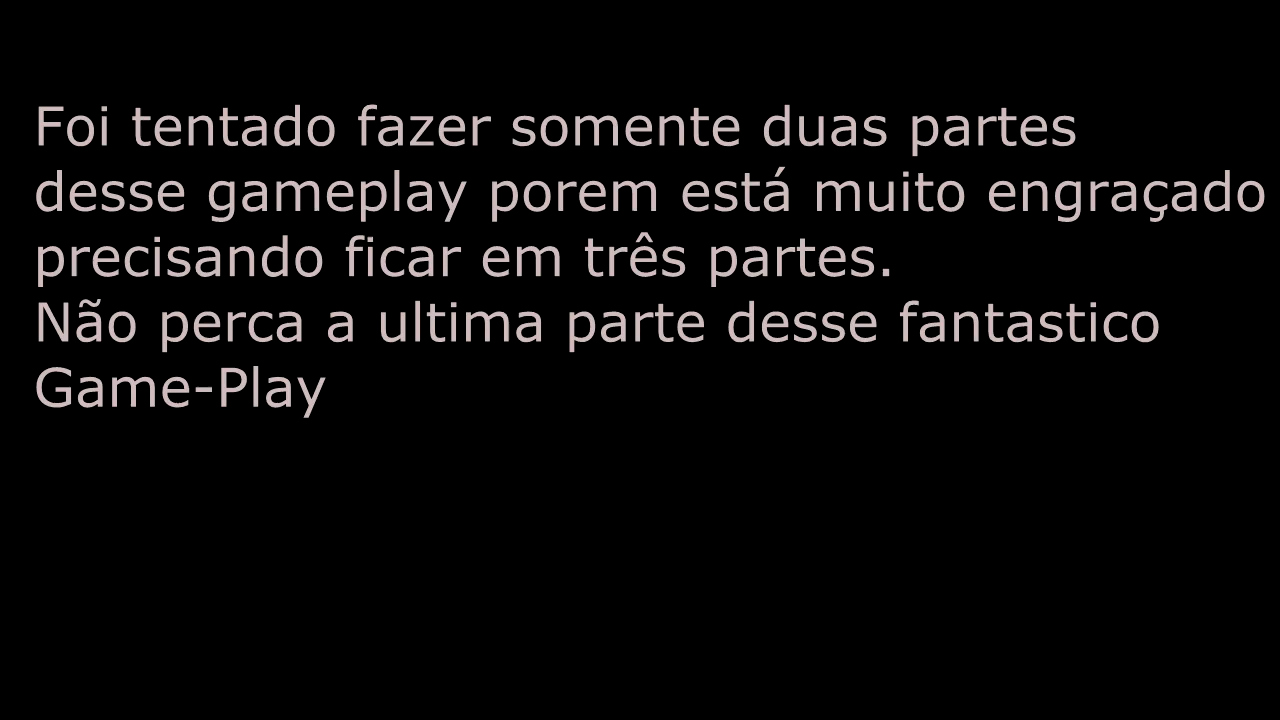 Foi tentado fazer somente duas partes
desse gameplay porem está muito engraçado
precisando ficar em três partes.
Não perca a ultima parte desse fantastico
Game-Play